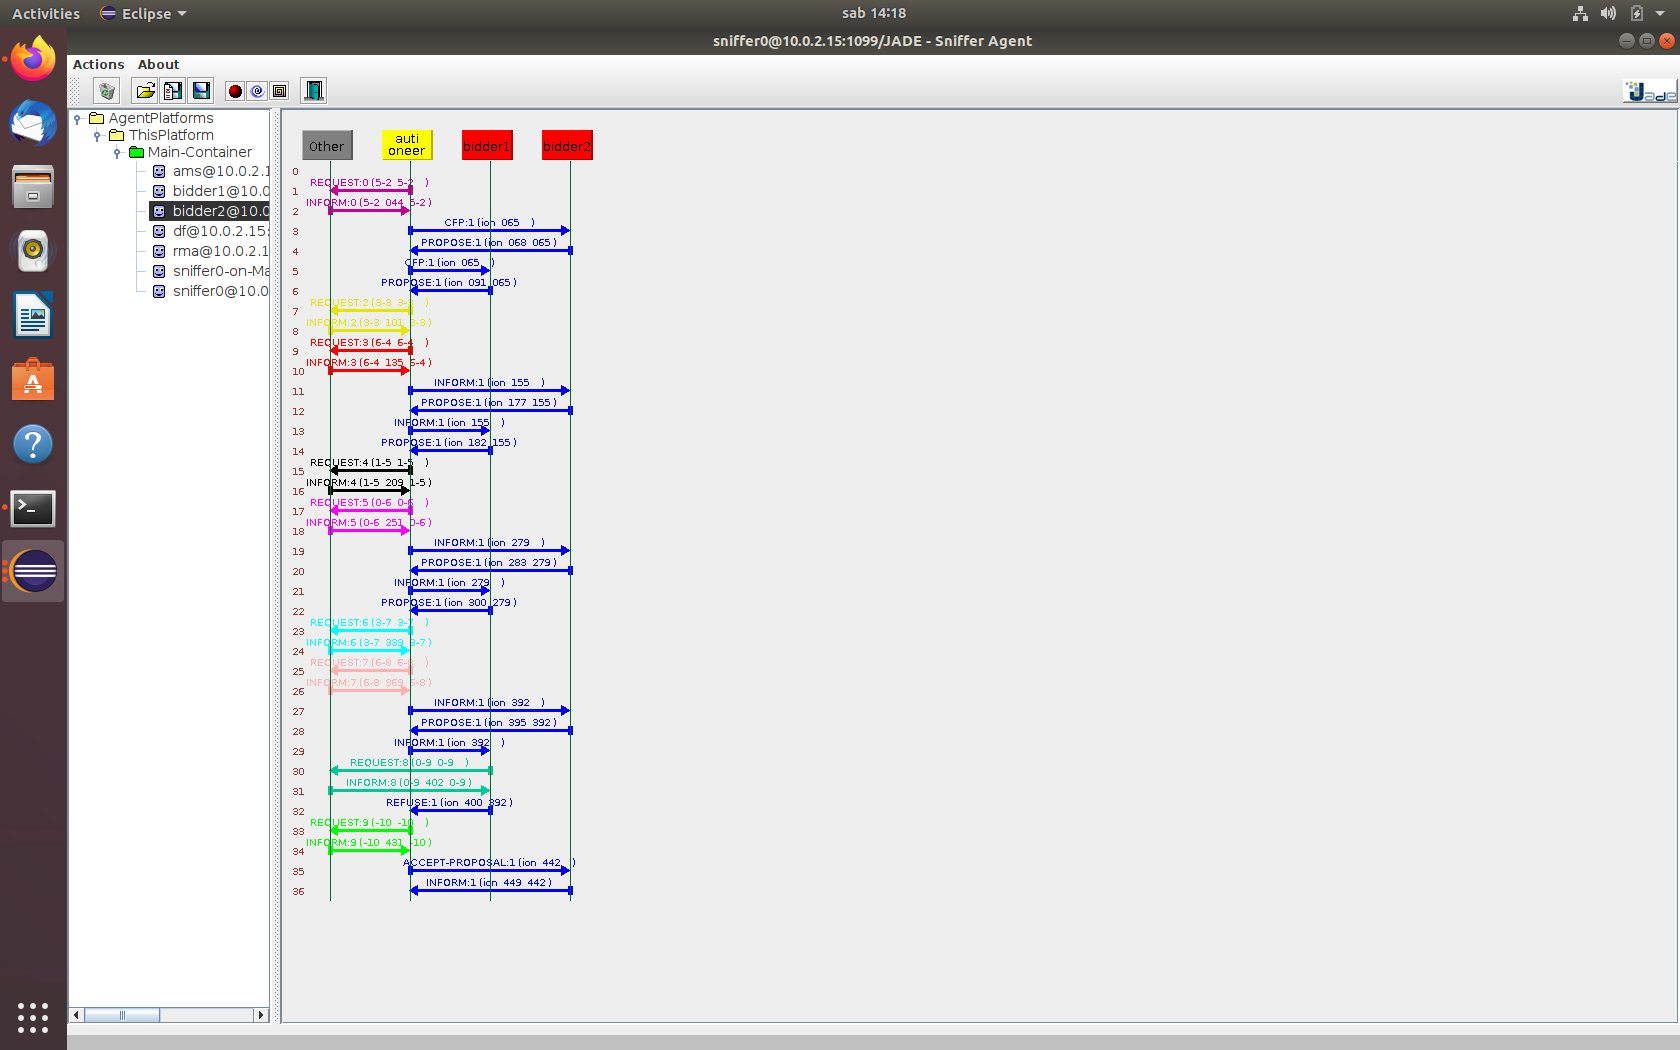 Activities Eclipse sab 14:18
sniffer0@10.0.2.15:1099/JADE - Sniffer Agent
Actions About
Jade
AgentPlatforms
ThisPlatform
Main-Container
ams@10.0.2.1
bidder1@10.0
bidder2@10.0
df@10.0.2.15:
rma@10.0.2.1
sniffer0-on-Ma
sniffer0@10.0
Other
auti
oneer
bidder1
bidder2
0
REQUEST:0 (5-2 5-2 )
1
INFORM:0 (5-2 044 5-2 )
2
CFP:1 (ion 065 )
3
PROPOSE:1 (ion 068 065 )
4
CFP:1 (ion 065 )
5
PROPOSE:1 (ion 091 065 )
6
REQUEST:2 (3-3 3-3 )
7
INFORM:2 (3-3 101 3-3 )
8
REQUEST:3 (6-4 6-4 )
9
INFORM:3 (6-4 135 6-4 )
10
INFORM:1 (ion 155 )
11
PROPOSE:1 (ion 177 155 )
12
INFORM:1 (ion 155 )
13
PROPOSE:1 (ion 182 155 )
14
REQUEST:4 (1-5 1-5 )
15
INFORM:4 (1-5 209 1-5 )
16
REQUEST:5 (0-6 0-6 )
17
INFORM:5 (0-6 251 0-6 )
18
INFORM:1 (ion 279 )
19
PROPOSE:1 (ion 283 279 )
20
INFORM:1 (ion 279 )
21
PROPOSE:1 (ion 300 279 )
22
REQUEST:6 (3-7 3-7 )
23
INFORM:6 (3-7 339 3-7 )
24
REQUEST:7 (6-8 6-8 )
25
INFORM:7 (6-8 369 6-8 )
26
INFORM:1 (ion 392 )
27
PROPOSE:1 (ion 395 392 )
28
INFORM:1 (ion 392 )
29
REQUEST:8 (0-9 0-9 )
30
INFORM:8 (0-9 402 0-9 )
31
REFUSE:1 (ion 400 392 )
32
REQUEST:9 (-10 -10 )
33
INFORM:9 (-10 431 -10 )
34
ACCEPT-PROPOSAL:1 (ion 442 )
35
INFORM:1 (ion 449 442 )
36